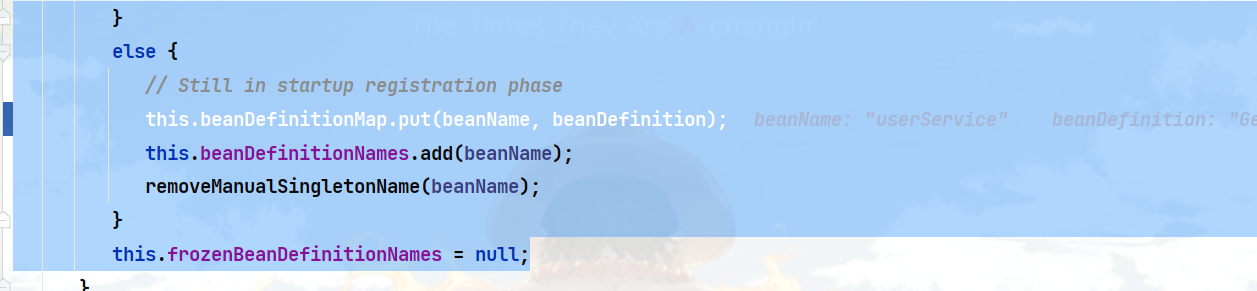 The Times They Are A changin
}
else {
// Still in startup registration phase
this.beanDefinitionMap.put(beanName, beanDefinition); beanName: "userService" beanDefinition: "Ge
this.beanDefinitionNames.add(beanName);
removeManualSingletonName(beanName);
}
this.frozenBeanDefinitionNames = null;
}